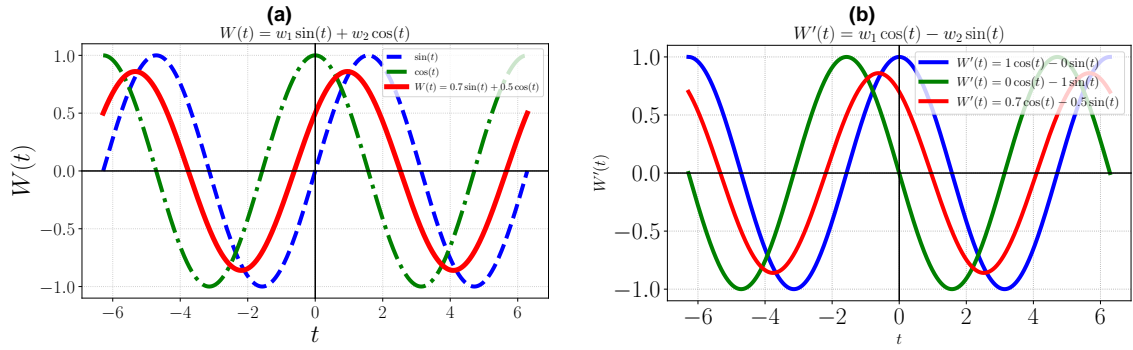 (a)
W(t) = w₁ sin(t) + w₂ cos(t)
sin(t)
cos(t)
W(t) = 0.7 sin(t) + 0.5 cos(t)
1.0
0.5
0.0
−0.5
−1.0
W(t)
−6 −4 −2 0 2 4 6
t
(b)
W′(t) = w₁ cos(t) − w₂ sin(t)
W′(t) = 1 cos(t) − 0 sin(t)
W′(t) = 0 cos(t) − 1 sin(t)
W′(t) = 0.7 cos(t) − 0.5 sin(t)
1.0
0.5
0.0
−0.5
−1.0
W′(t)
−6 −4 −2 0 2 4 6
t